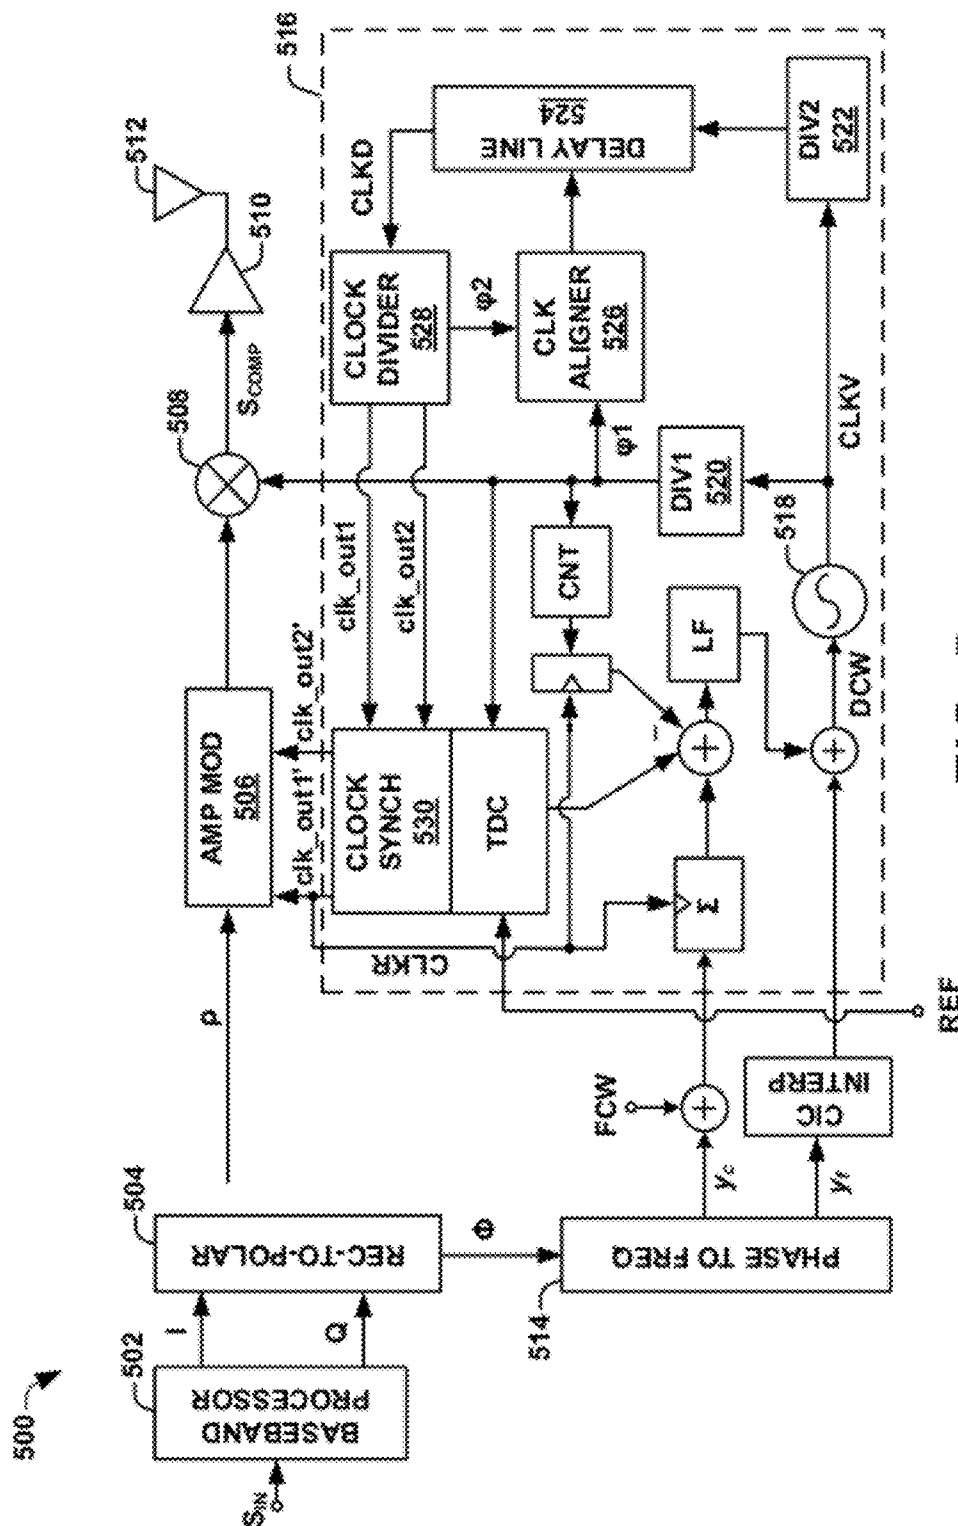 500
502
BASEBAND
PROCESSOR
S_IN
I
Q
504
REC-TO-POLAR
ρ
Φ
514
PHASE TO FREQ
y_c
y_f
FCW
+
CIC
INTERP
REF
506
AMP MOD
clk_out1'
clk_out2'
CLKR
CLOCK
SYNCH
530
TDC
Σ
+
−
+
LF
DCW
518
CLKV
CNT
clk_out1
clk_out2
508
S_COMP
510
512
516
DIV1
520
φ1
CLOCK
DIVIDER
528
φ2
CLK
ALIGNER
526
CLKD
DELAY LINE
524
DIV2
522